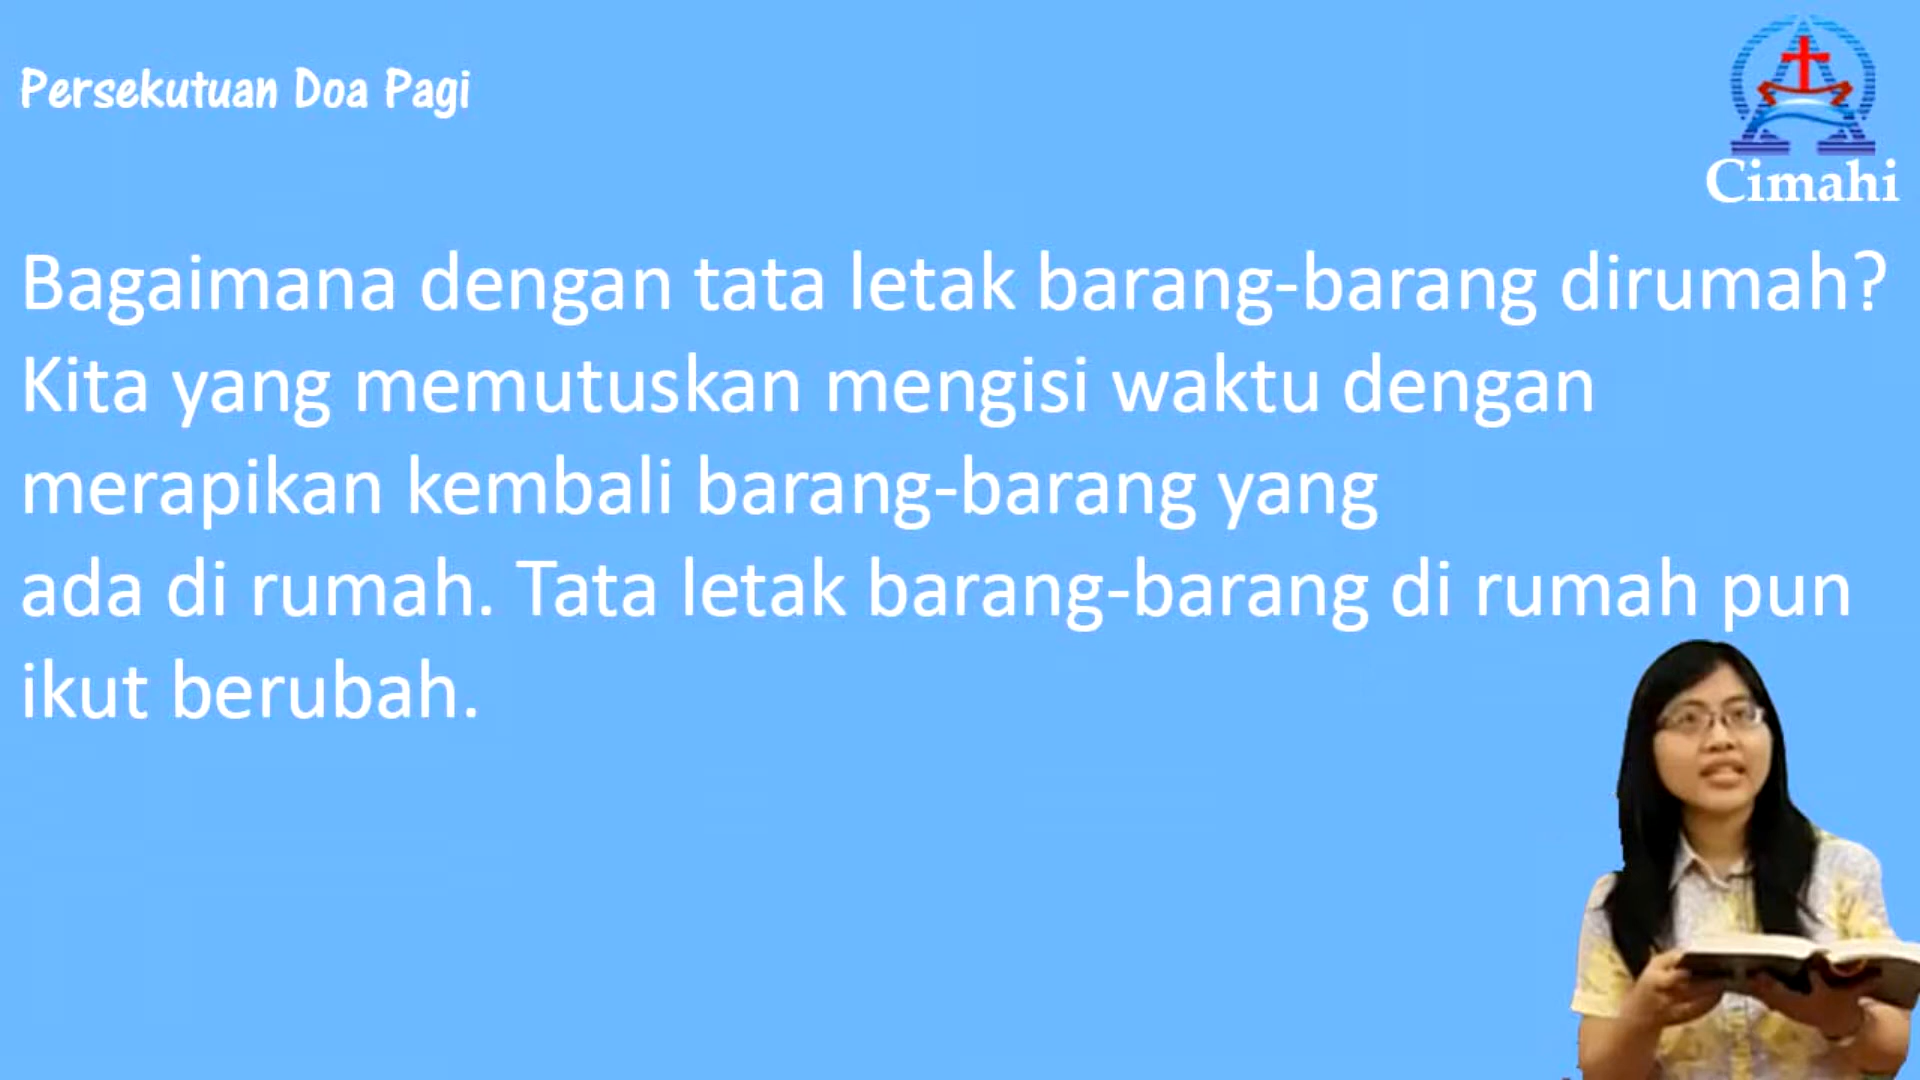 Persekutuan Doa Pagi
Cimahi
Bagaimana dengan tata letak barang-barang dirumah?
Kita yang memutuskan mengisi waktu dengan
merapikan kembali barang-barang yang
ada di rumah. Tata letak barang-barang di rumah pun
ikut berubah.